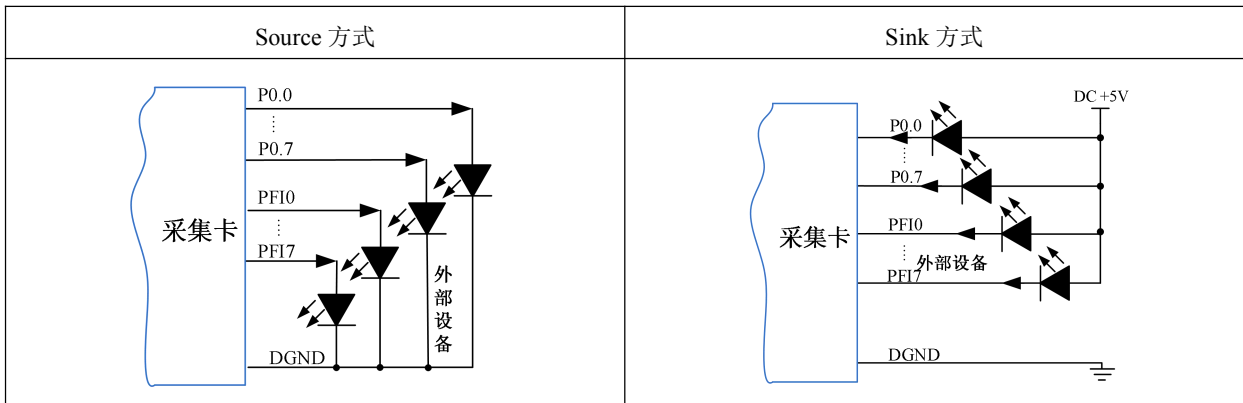 Source 方式
Sink 方式
P0.0
P0.7
PFI0
PFI7
采集卡
外部设备
DGND
DC +5V
P0.0
P0.7
PFI0
采集卡
外部设备
PFI7
DGND